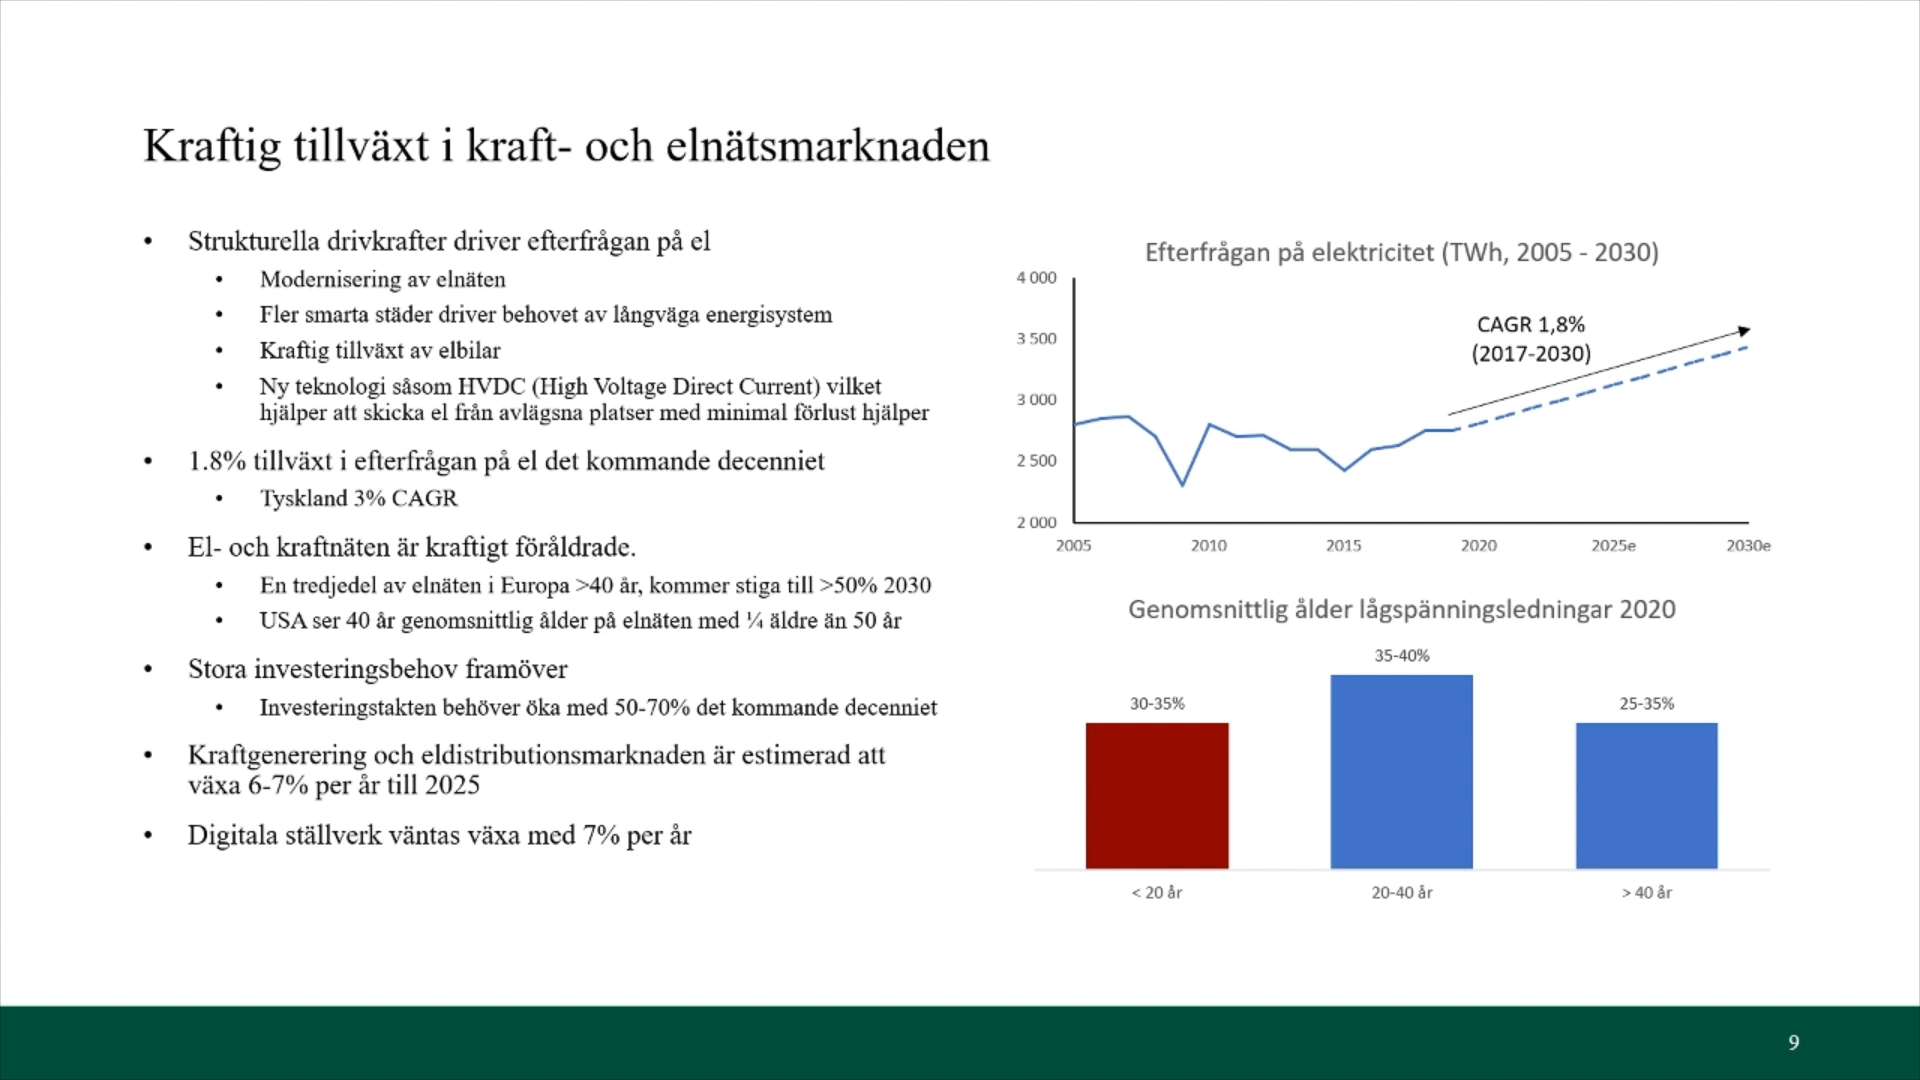 Kraftig tillväxt i kraft- och elnätsmarknaden
• Strukturella drivkrafter driver efterfrågan på el
• Modernisering av elnäten
• Fler smarta städer driver behovet av långväga energisystem
• Kraftig tillväxt av elbilar
• Ny teknologi såsom HVDC (High Voltage Direct Current) vilket
hjälper att skicka el från avlägsna platser med minimal förlust hjälper
• 1.8% tillväxt i efterfrågan på el det kommande decenniet
• Tyskland 3% CAGR
• El- och kraftnäten är kraftigt föråldrade.
• En tredjedel av elnäten i Europa >40 år, kommer stiga till >50% 2030
• USA ser 40 år genomsnittlig ålder på elnäten med ¼ äldre än 50 år
• Stora investeringsbehov framöver
• Investeringstakten behöver öka med 50-70% det kommande decenniet
• Kraftgenerering och eldistributionsmarknaden är estimerad att
växa 6-7% per år till 2025
• Digitala ställverk väntas växa med 7% per år
Efterfrågan på elektricitet (TWh, 2005 - 2030)
4 000
3 500
3 000
2 500
2 000
CAGR 1,8%
(2017-2030)
2005 2010 2015 2020 2025e 2030e
Genomsnittlig ålder lågspänningsledningar 2020
30-35% 35-40% 25-35%
< 20 år 20-40 år > 40 år
9